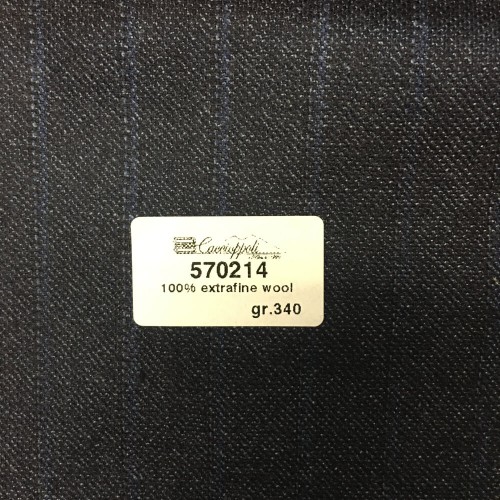 Caccioppoli
570214
100% extrafine wool
gr.340